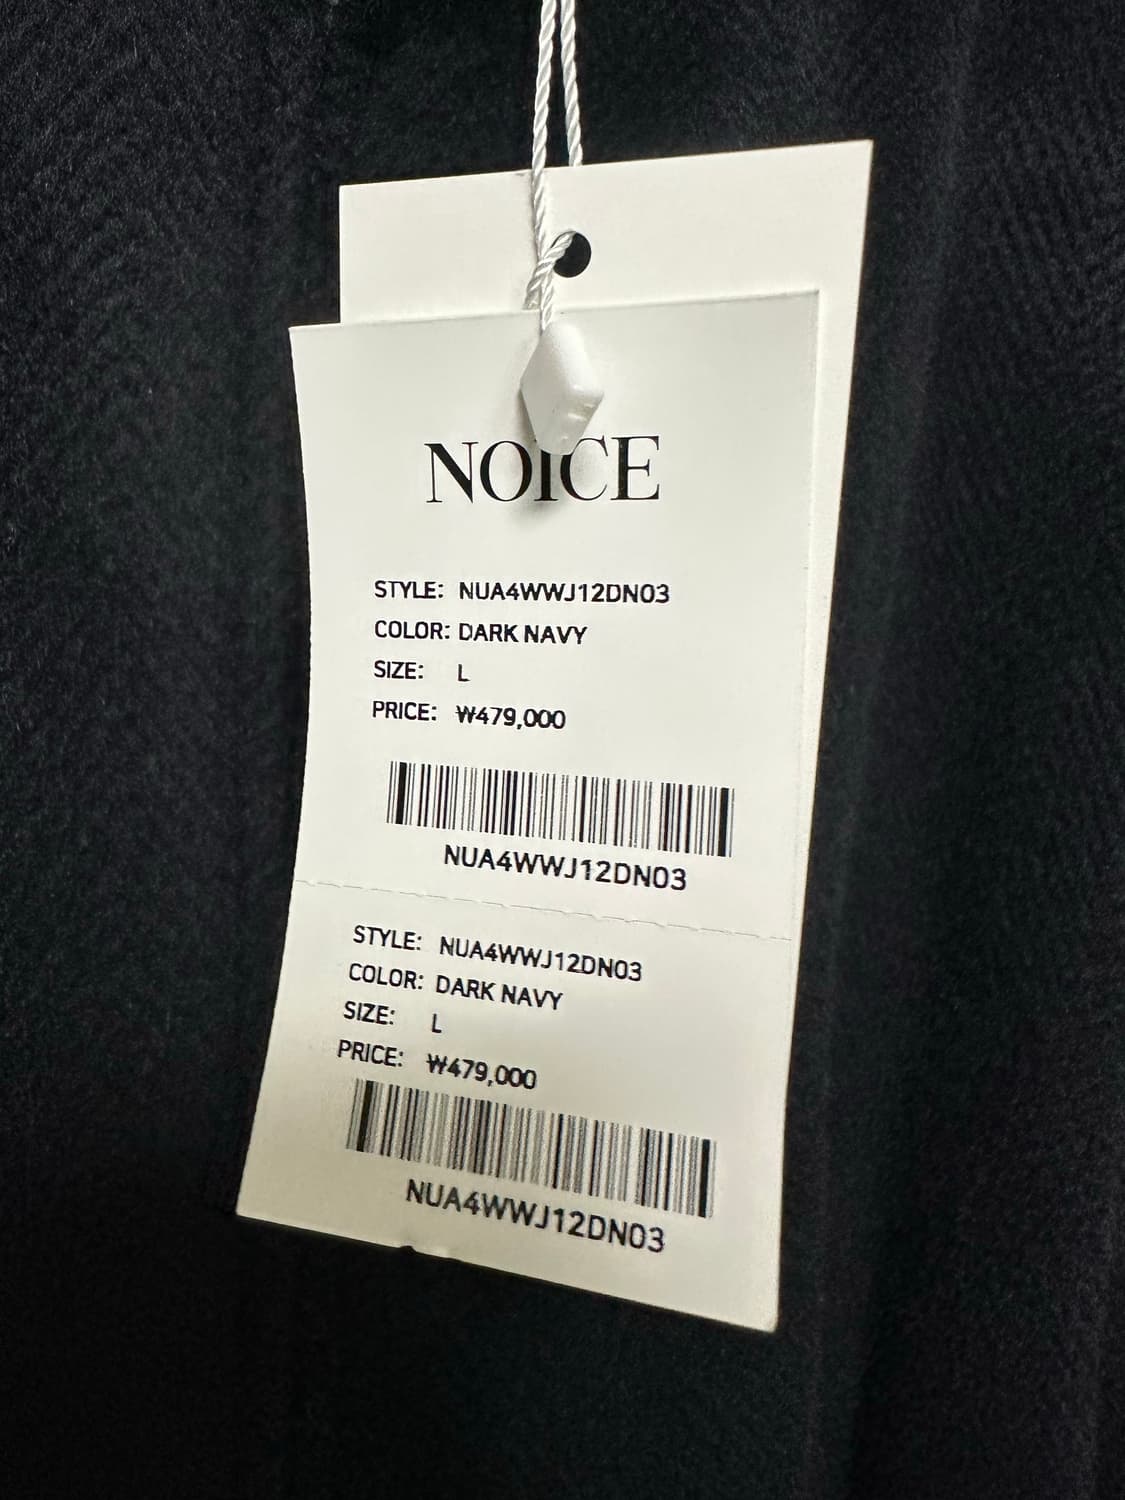 NOICE
STYLE: NUA4WWJ12DN03
COLOR: DARK NAVY
SIZE: L
PRICE: ₩479,000
NUA4WWJ12DN03
STYLE: NUA4WWJ12DN03
COLOR: DARK NAVY
SIZE: L
PRICE: ₩479,000
NUA4WWJ12DN03